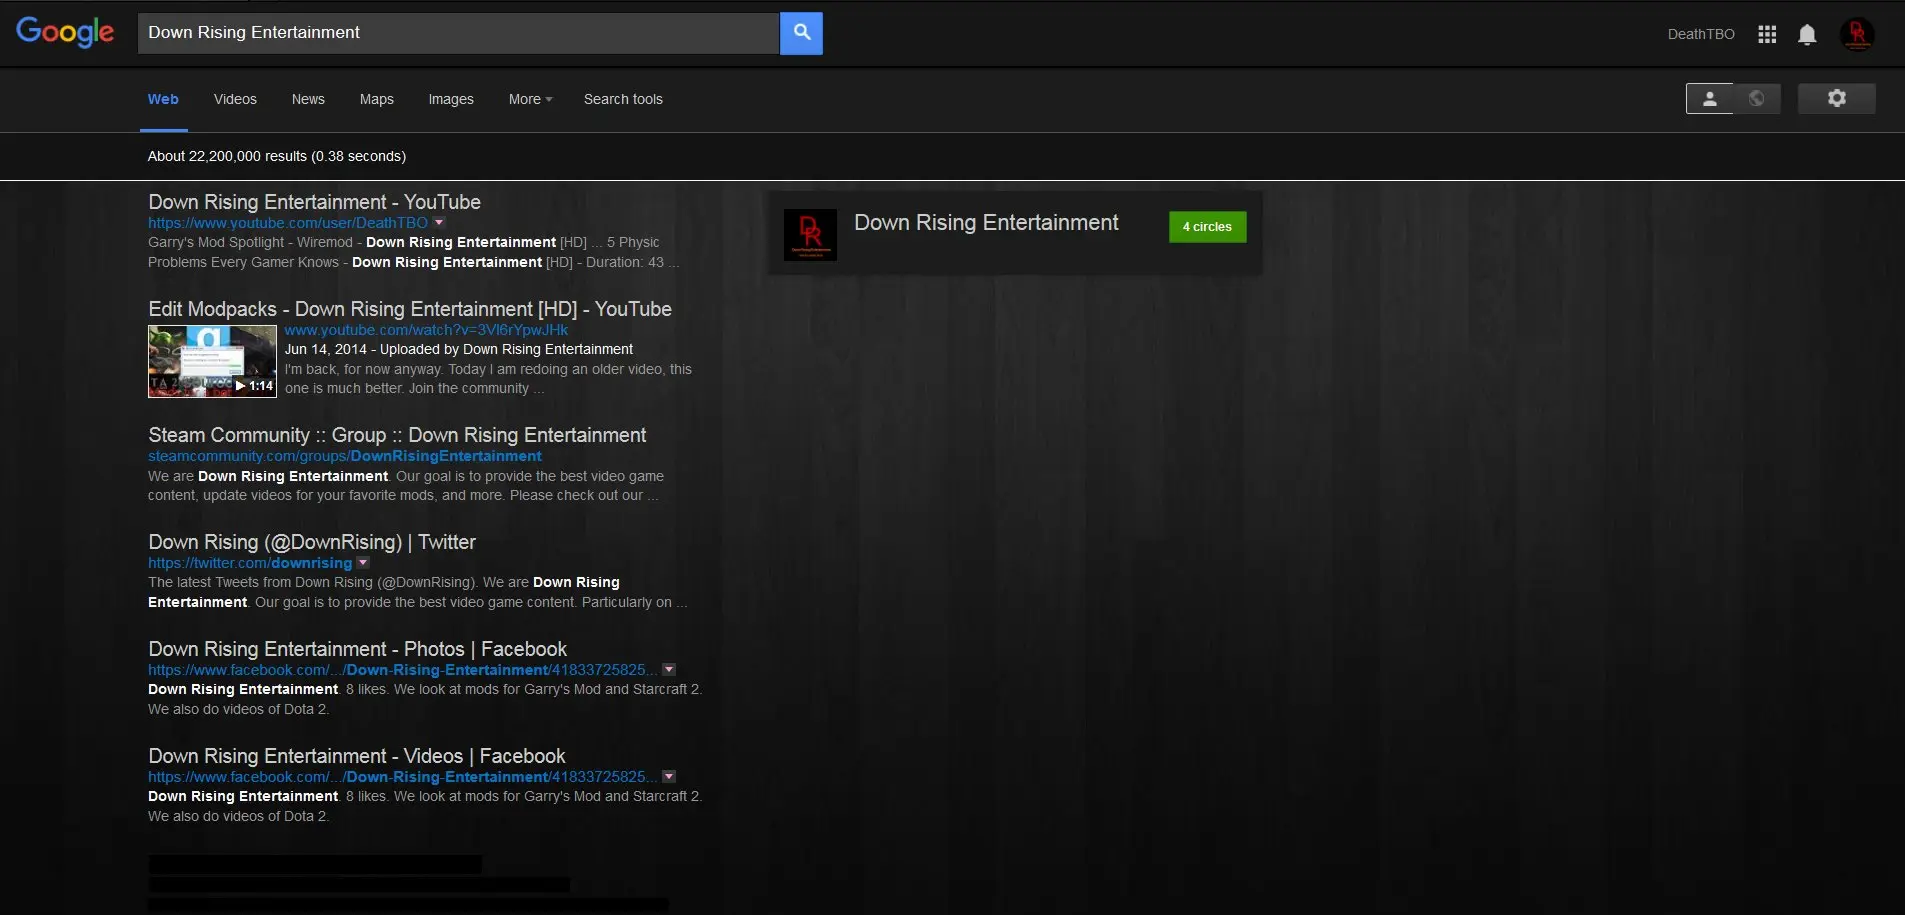 Google
Down Rising Entertainment
DeathTBO
Web Videos News Maps Images More Search tools
About 22,200,000 results (0.38 seconds)
Down Rising Entertainment - YouTube
https://www.youtube.com/user/DeathTBO
Garry's Mod Spotlight - Wiremod - Down Rising Entertainment [HD] ... 5 Physic
Problems Every Gamer Knows - Down Rising Entertainment [HD] - Duration: 43 ...
DR
Down Rising Entertainment
4 circles
Edit Modpacks - Down Rising Entertainment [HD] - YouTube
www.youtube.com/watch?v=3Vl6rYpwJHk
Jun 14, 2014 - Uploaded by Down Rising Entertainment
I'm back, for now anyway. Today I am redoing an older video, this
one is much better. Join the community ...
1:14
Steam Community :: Group :: Down Rising Entertainment
steamcommunity.com/groups/DownRisingEntertainment
We are Down Rising Entertainment. Our goal is to provide the best video game
content, update videos for your favorite mods, and more. Please check out our ...
Down Rising (@DownRising) | Twitter
https://twitter.com/downrising
The latest Tweets from Down Rising (@DownRising). We are Down Rising
Entertainment. Our goal is to provide the best video game content. Particularly on ...
Down Rising Entertainment - Photos | Facebook
https://www.facebook.com/.../Down-Rising-Entertainment/41833725825...
Down Rising Entertainment. 8 likes. We look at mods for Garry's Mod and Starcraft 2.
We also do videos of Dota 2.
Down Rising Entertainment - Videos | Facebook
https://www.facebook.com/.../Down-Rising-Entertainment/41833725825...
Down Rising Entertainment. 8 likes. We look at mods for Garry's Mod and Starcraft 2.
We also do videos of Dota 2.